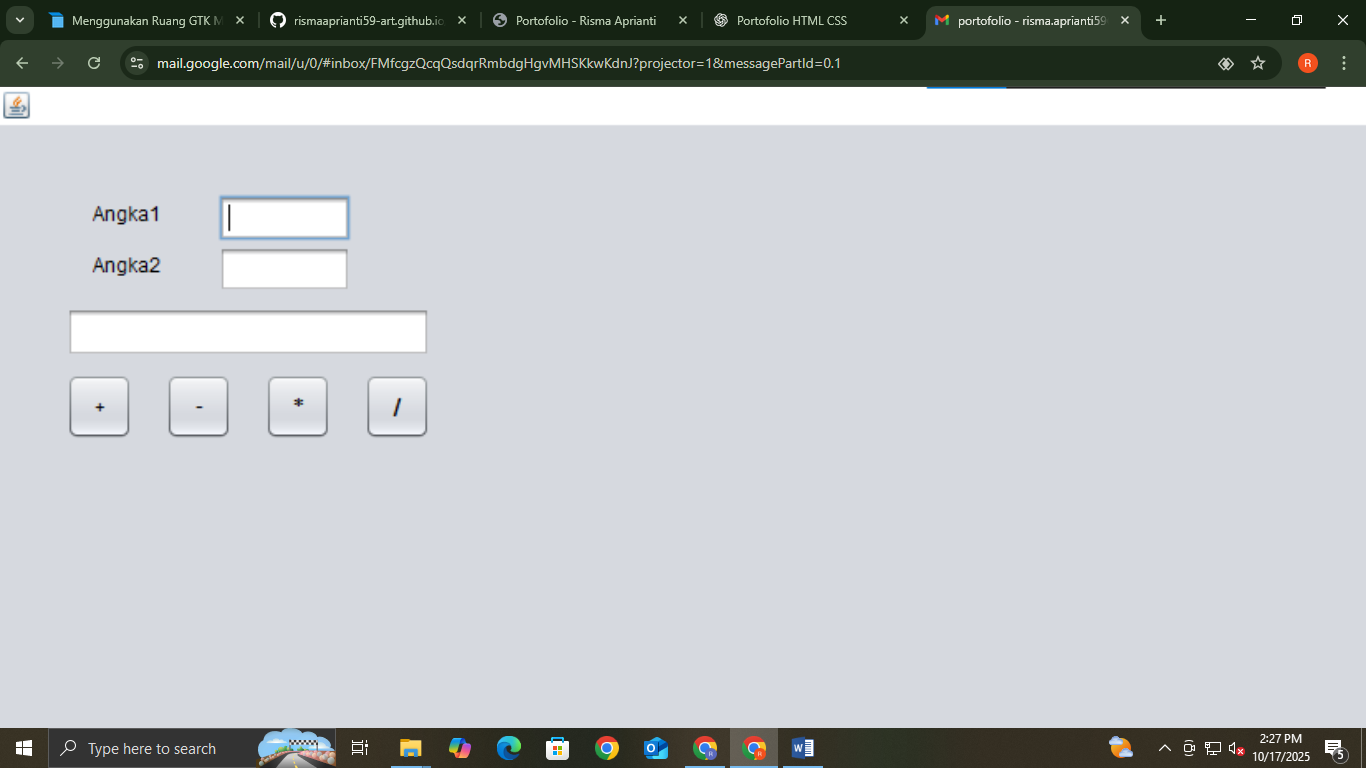 Menggunakan Ruang GTK M
rismaaprianti59-art.github.io
Portofolio - Risma Aprianti
Portofolio HTML CSS
portofolio - risma.aprianti59
mail.google.com/mail/u/0/#inbox/FMfcgzQcqQsdqrRmbdgHgvMHSKkwKdnJ?projector=1&messagePartId=0.1
R
Angka1
Angka2
+ - * /
Type here to search
2:27 PM
10/17/2025
5